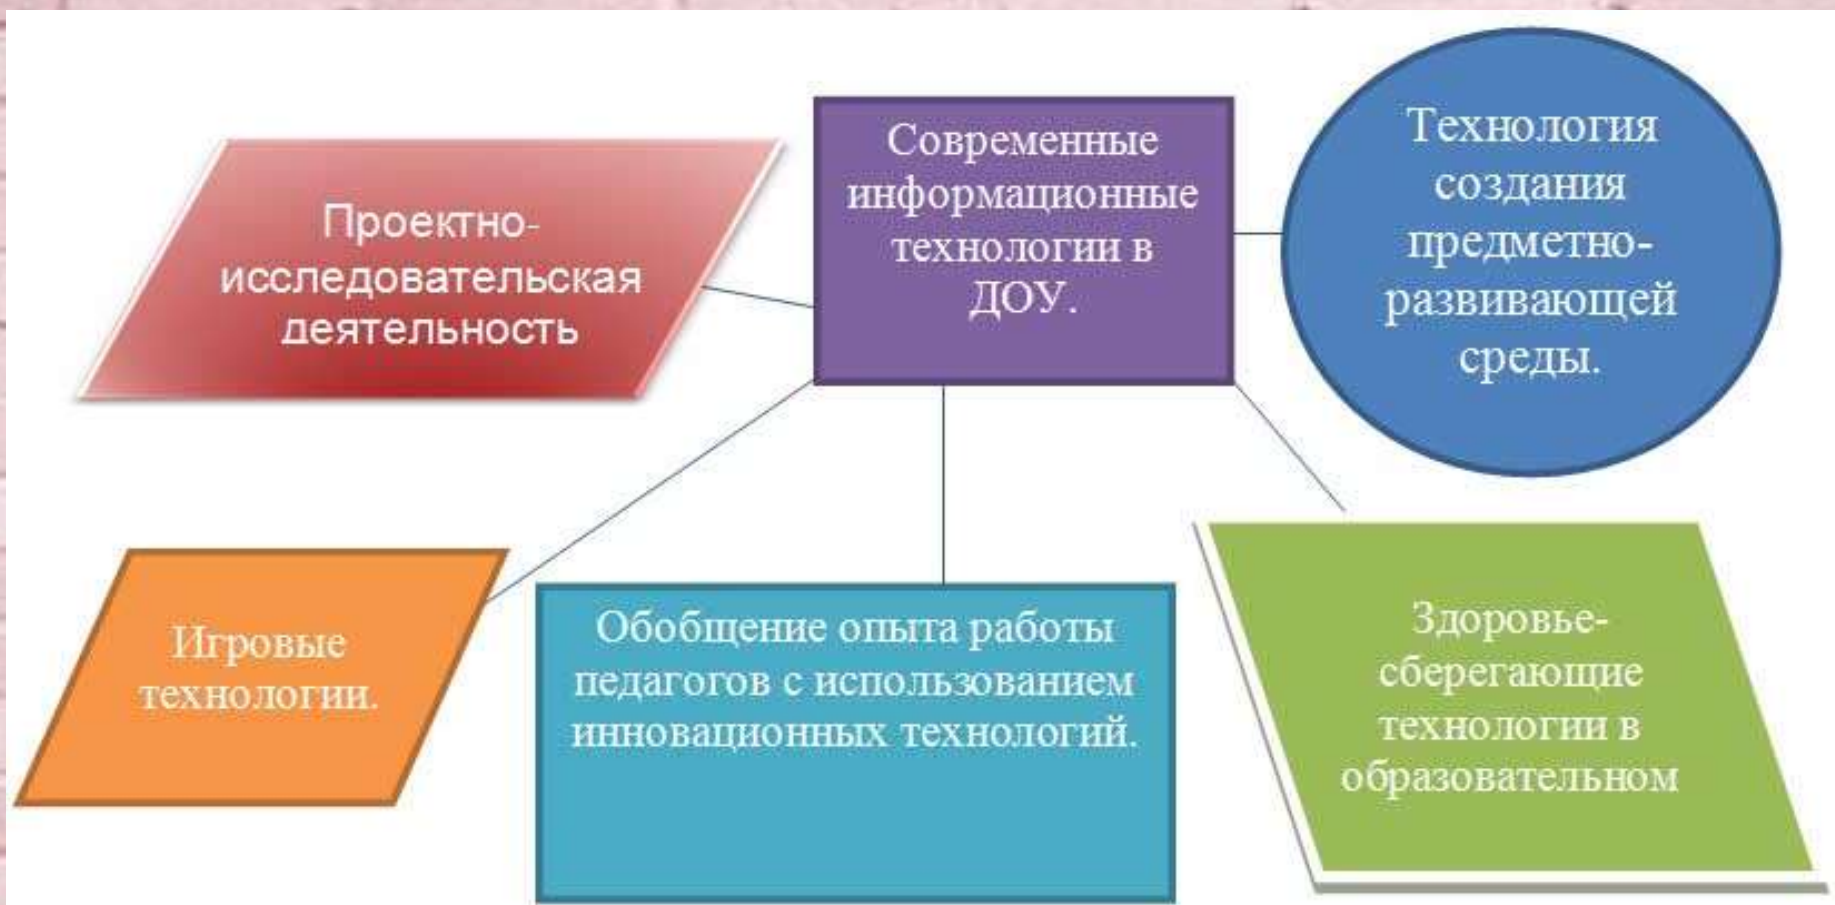 Проектно-
исследовательская
деятельность
Современные
информационные
технологии в
ДОУ.
Технология
создания
предметно-
развивающей
среды.
Игровые
технологии.
Обобщение опыта работы
педагогов с использованием
инновационных технологий.
Здоровье-
сберегающие
технологии в
образовательном